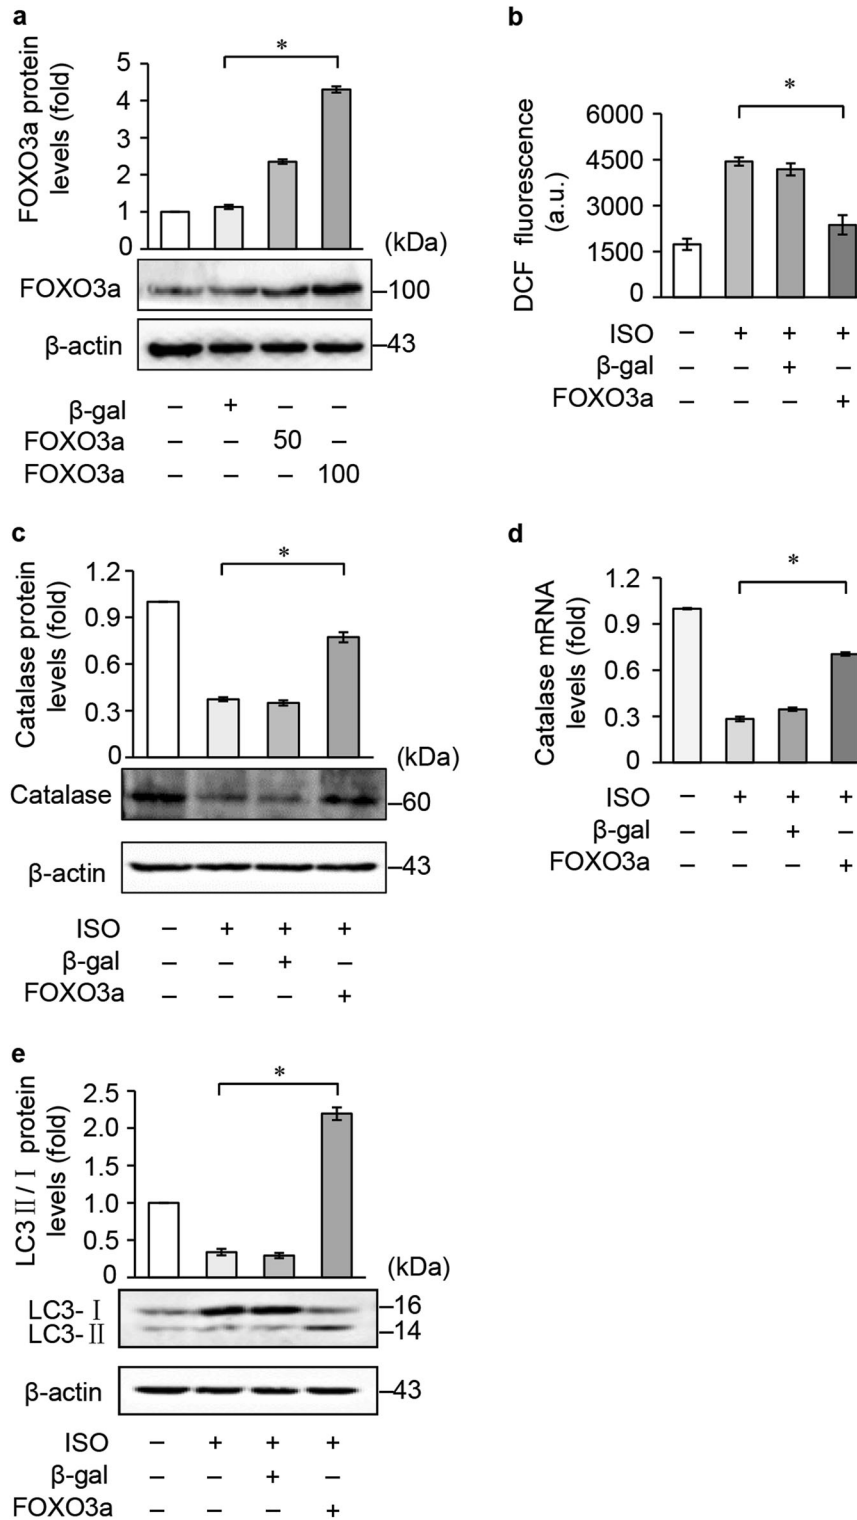 a
FOXO3a protein
levels (fold)
5
4
3
2
1
0
*
(kDa)
FOXO3a
–100
β-actin
–43
β-gal – + – –
FOXO3a – – 50 –
FOXO3a – – – 100
b
DCF fluorescence
(a.u.)
6000
4500
3000
1500
0
*
ISO – + + +
β-gal – – + –
FOXO3a – – – +
c
Catalase protein
levels (fold)
1.2
0.9
0.6
0.3
0
*
(kDa)
Catalase
–60
β-actin
–43
ISO – + + +
β-gal – – + –
FOXO3a – – – +
d
Catalase mRNA
levels (fold)
1.2
0.9
0.6
0.3
0
*
ISO – + + +
β-gal – – + –
FOXO3a – – – +
e
LC3 Ⅱ/Ⅰ protein
levels (fold)
2.5
2.0
1.5
1.0
0.5
0
*
(kDa)
LC3-Ⅰ
–16
LC3-Ⅱ
–14
β-actin
–43
ISO – + + +
β-gal – – + –
FOXO3a – – – +